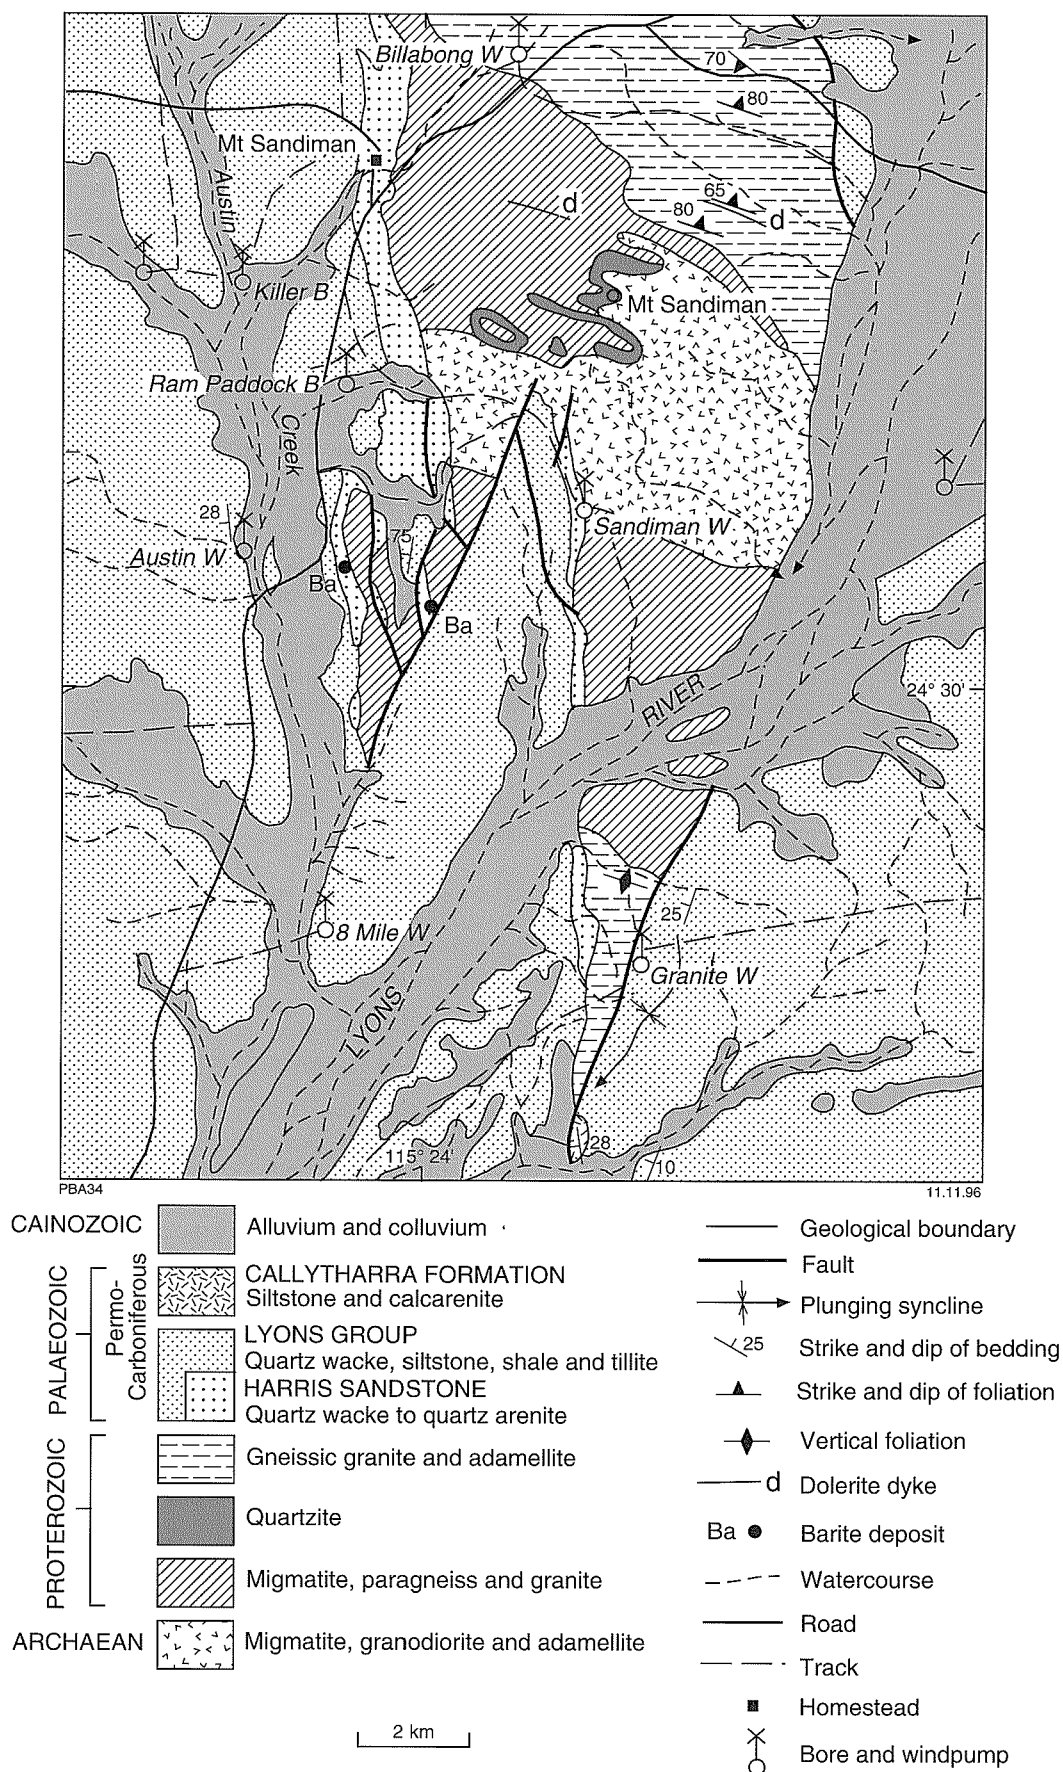 Billabong W
70
80
Mt Sandiman
Austin
65
80
d
d
Killer B
Mt Sandiman
Ram Paddock B
Creek
28
Sandiman W
75
Austin W
Ba
Ba
24° 30'
RIVER
25
8 Mile W
Granite W
LYONS
28
115° 24'
10
PBA34
11.11.96
CAINOZOIC
Alluvium and colluvium
PALAEOZOIC
Permo-
Carboniferous
CALLYTHARRA FORMATION
Siltstone and calcarenite
LYONS GROUP
Quartz wacke, siltstone, shale and tillite
HARRIS SANDSTONE
Quartz wacke to quartz arenite
PROTEROZOIC
Gneissic granite and adamellite
Quartzite
Migmatite, paragneiss and granite
ARCHAEAN
Migmatite, granodiorite and adamellite
2 km
Geological boundary
Fault
Plunging syncline
25
Strike and dip of bedding
Strike and dip of foliation
Vertical foliation
d
Dolerite dyke
Ba
Barite deposit
Watercourse
Road
Track
Homestead
Bore and windpump